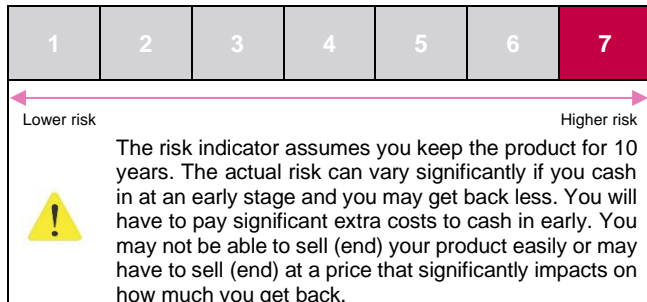 1 2 3 4 5 6 7
Lower risk Higher risk
The risk indicator assumes you keep the product for 10
years. The actual risk can vary significantly if you cash
in at an early stage and you may get back less. You will
have to pay significant extra costs to cash in early. You
may not be able to sell (end) your product easily or may
have to sell (end) at a price that significantly impacts on
how much you get back.